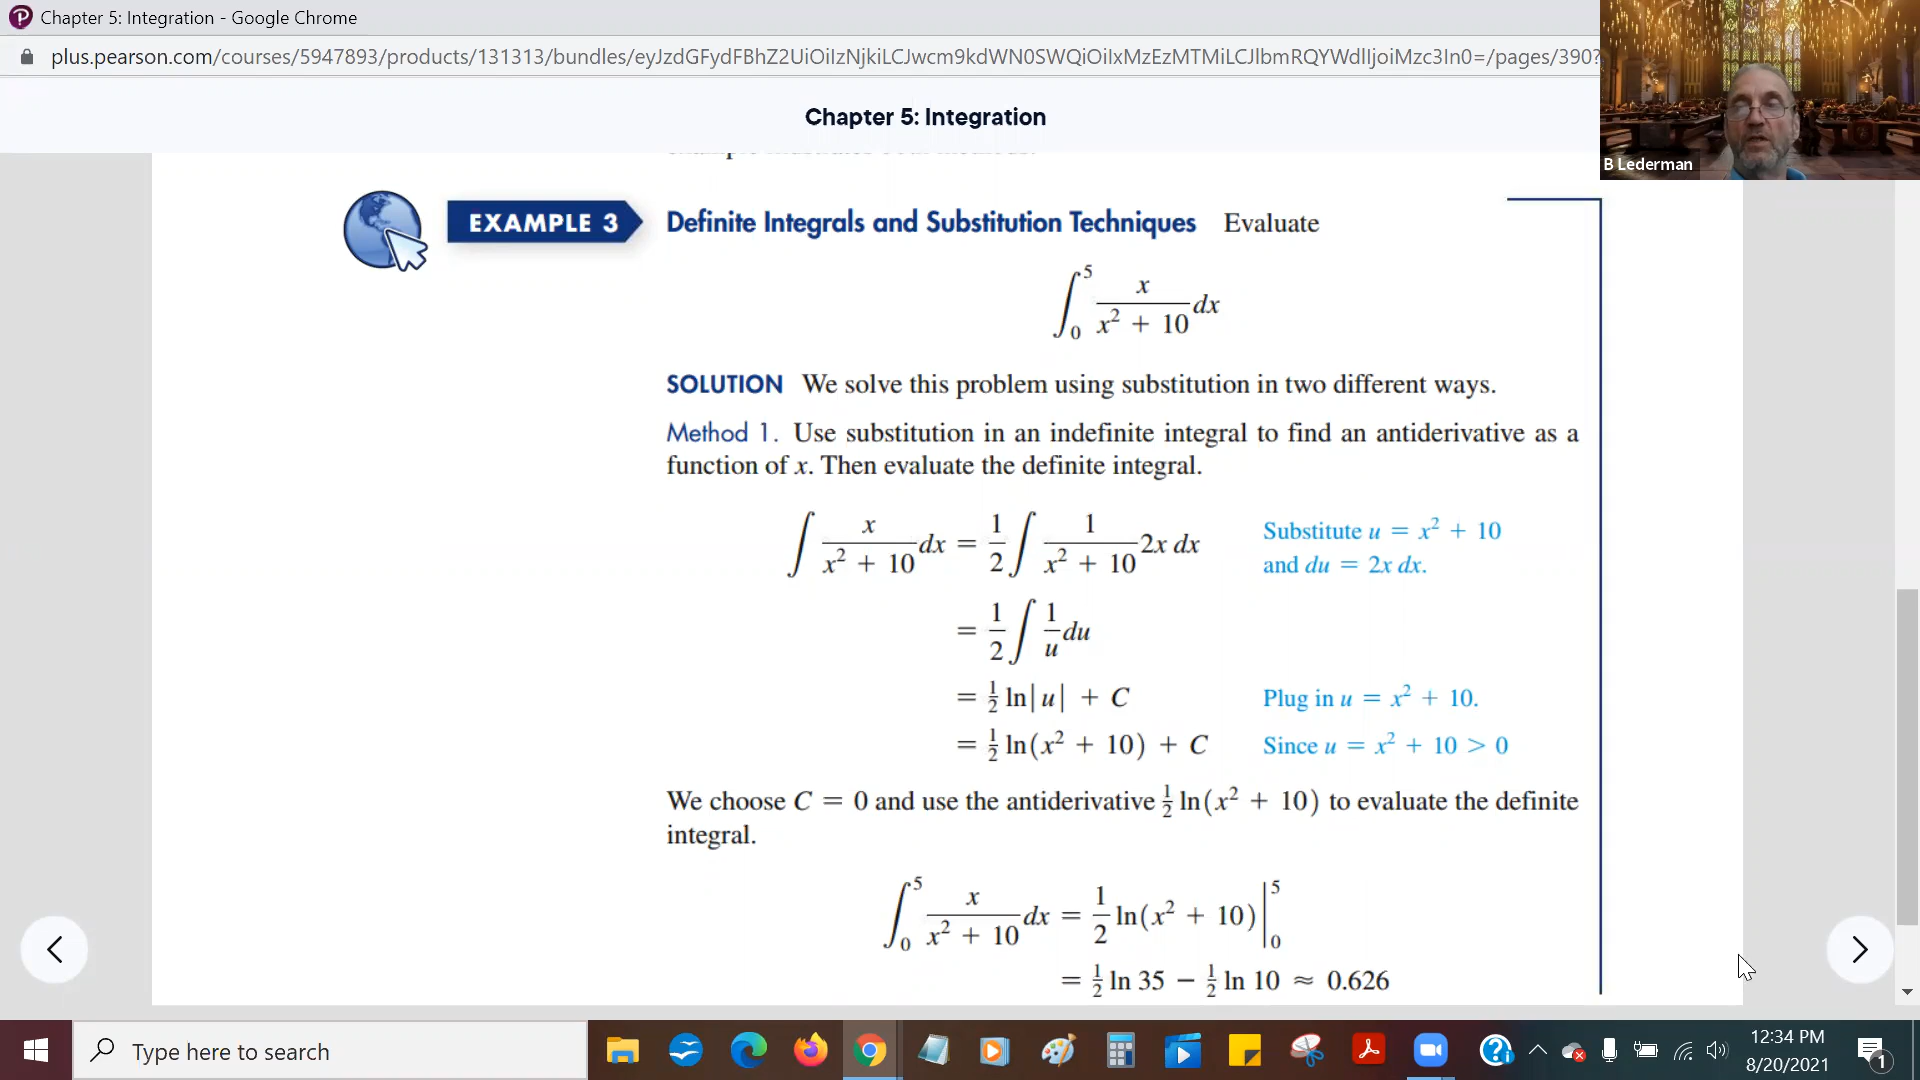 Chapter 5: Integration - Google Chrome
plus.pearson.com/courses/5947893/products/131313/bundles/eyJzdGFydFBhZ2UiOiIzNjkiLCJwcm9kdWN0SWQiOiIxMzEzMTMiLCJlbmRQYWdlIjoiMzc3In0=/pages/390?
B Lederman
Chapter 5: Integration
EXAMPLE 3 Definite Integrals and Substitution Techniques Evaluate
∫₀⁵ x/(x² + 10) dx
SOLUTION We solve this problem using substitution in two different ways.
Method 1. Use substitution in an indefinite integral to find an antiderivative as a
function of x. Then evaluate the definite integral.
∫ x/(x² + 10) dx = 1/2 ∫ 1/(x² + 10) 2x dx Substitute u = x² + 10
and du = 2x dx.
= 1/2 ∫ 1/u du
= ½ ln|u| + C Plug in u = x² + 10.
= ½ ln(x² + 10) + C Since u = x² + 10 > 0
We choose C = 0 and use the antiderivative ½ ln(x² + 10) to evaluate the definite
integral.
∫₀⁵ x/(x² + 10) dx = 1/2 ln(x² + 10)|₀⁵
= ½ ln 35 − ½ ln 10 ≈ 0.626
Type here to search
12:34 PM
8/20/2021
1